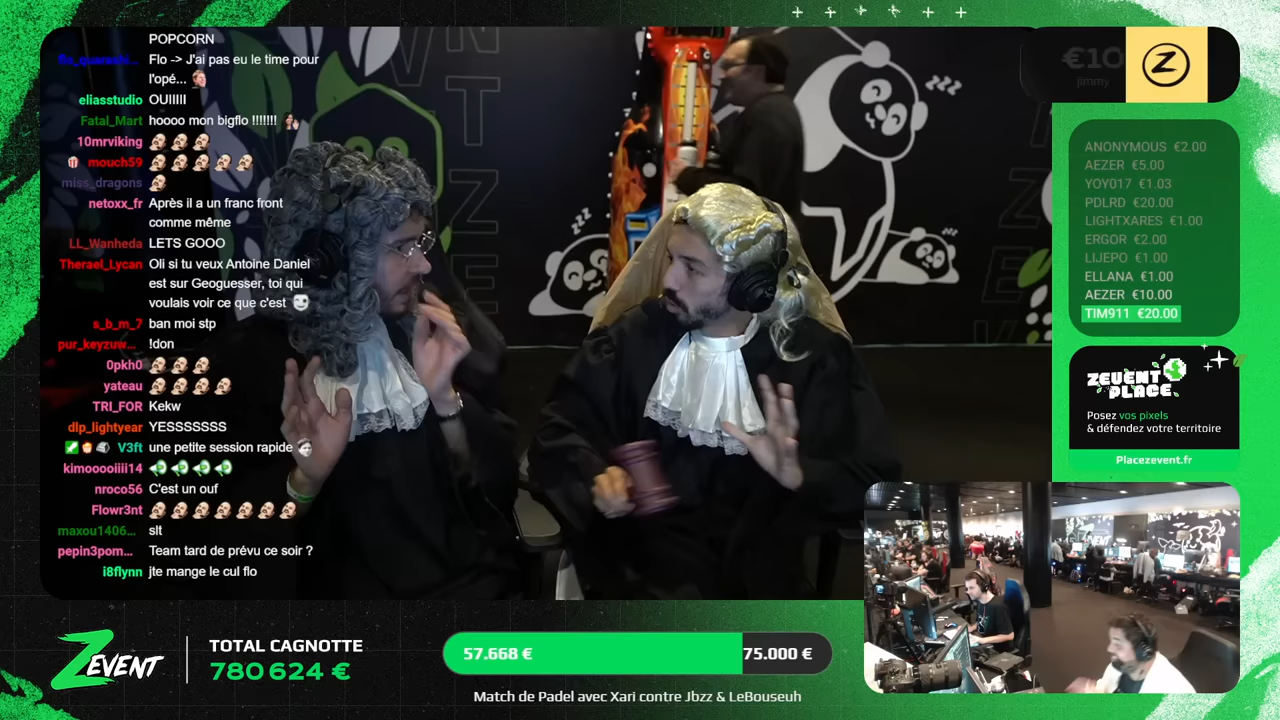 POPCORN
Flo -> J'ai pas eu le time pour
l'opé...
eliasstudio OUIIIII
Fatal_Mart hoooo mon bigflo !!!!!!!
10mrviking
mouch59
miss_dragons
netoxx_fr Après il a un franc front
comme même
LL_Wanheda LETS GOOO
Therael_Lycan Oli si tu veux Antoine Daniel
est sur Geoguesser, toi qui
voulais voir ce que c'est
s_b_m_7 ban moi stp
pur_keyzuw... !don
0pkh0
yateau
TRI_FOR Kekw
dlp_lightyear YESSSSSSS
V3ft une petite session rapide
kimooooiiii14
nroco56 C'est un ouf
Flowr3nt
maxou1406... slt
pepin3pom... Team tard de prévu ce soir ?
i8flynn jte mange le cul flo
€10
jimmy
Z
ANONYMOUS €2.00
AEZER €5.00
YOY017 €1.03
PDLRD €20.00
LIGHTXARES €1.00
ERGOR €2.00
LIJEPO €1.00
ELLANA €1.00
AEZER €10.00
TIM911 €20.00
ZEVENT
PLACE
Posez vos pixels
& défendez votre territoire
Placezevent.fr
ZEVENT
TOTAL CAGNOTTE
780 624 €
57.668 €
75.000 €
Match de Padel avec Xari contre Jbzz & LeBouseuh